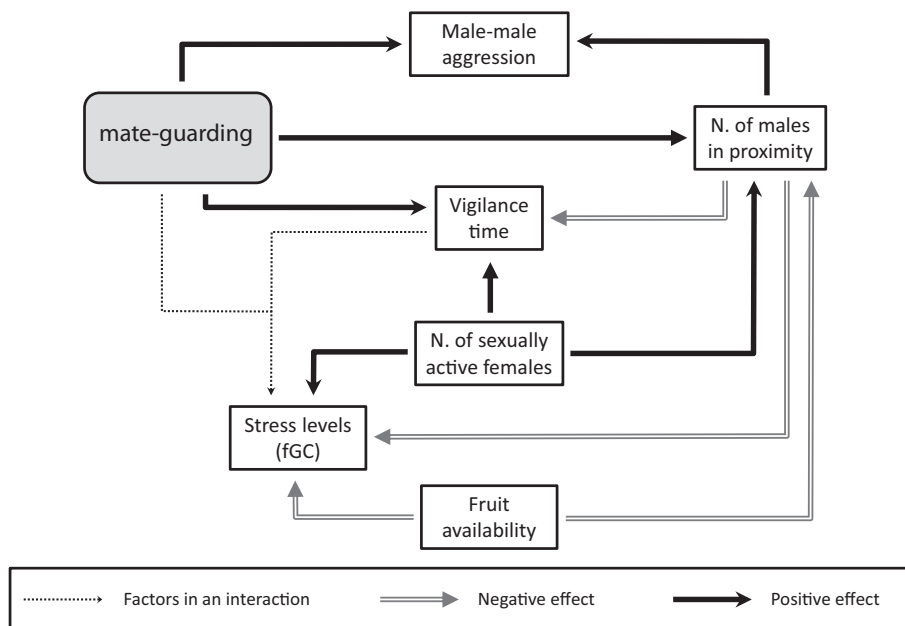 Male-male
aggression
mate-guarding
N. of males
in proximity
Vigilance
time
N. of sexually
active females
Stress levels
(fGC)
Fruit
availability
Factors in an interaction
Negative effect
Positive effect